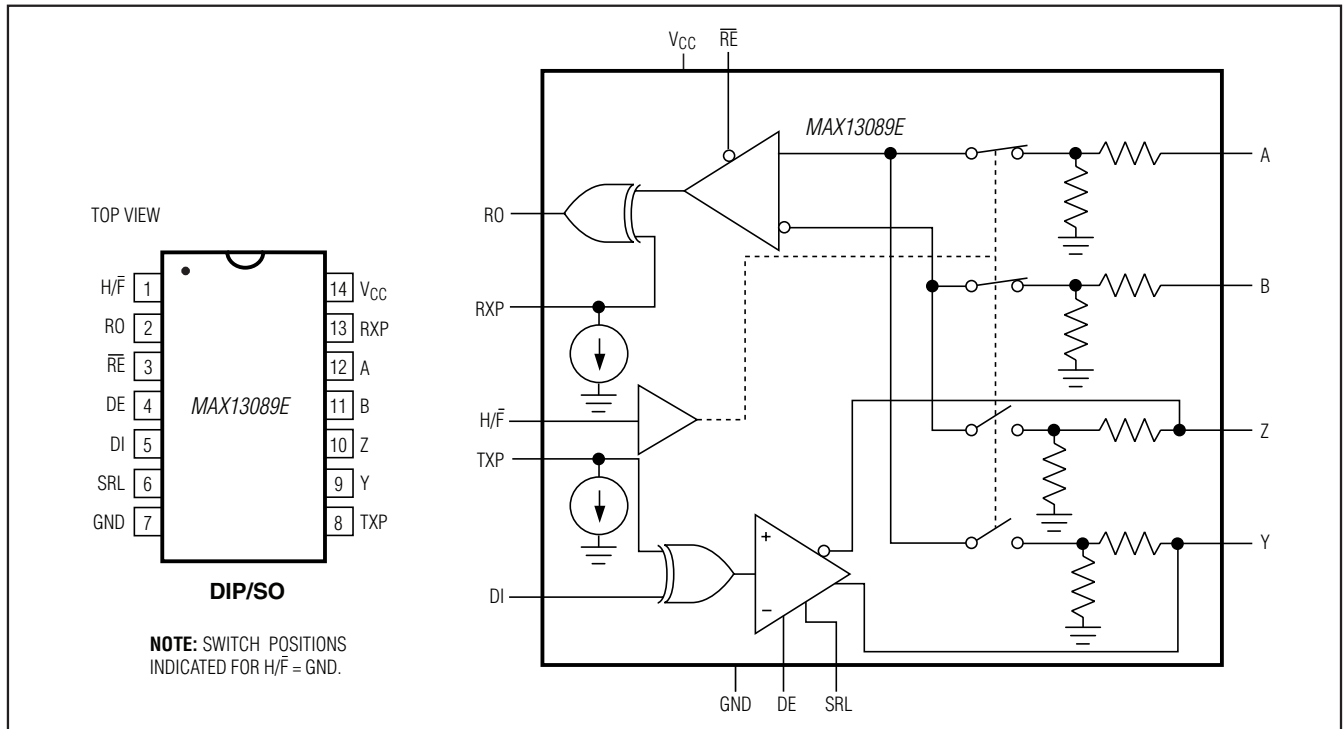 TOP VIEW
H/F̅ 1
RO 2
R̅E̅ 3
DE 4
DI 5
SRL 6
GND 7
MAX13089E
14 VCC
13 RXP
12 A
11 B
10 Z
9 Y
8 TXP
DIP/SO
NOTE: SWITCH POSITIONS
INDICATED FOR H/F̅ = GND.
VCC R̅E̅
MAX13089E
A
RO
B
RXP
H/F̅
Z
TXP
+
Y
DI
−
GND DE SRL